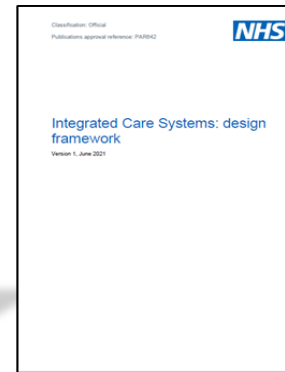 Classification: Official
Publications approval reference: PAR642
NHS
Integrated Care Systems: design
framework
Version 1, June 2021